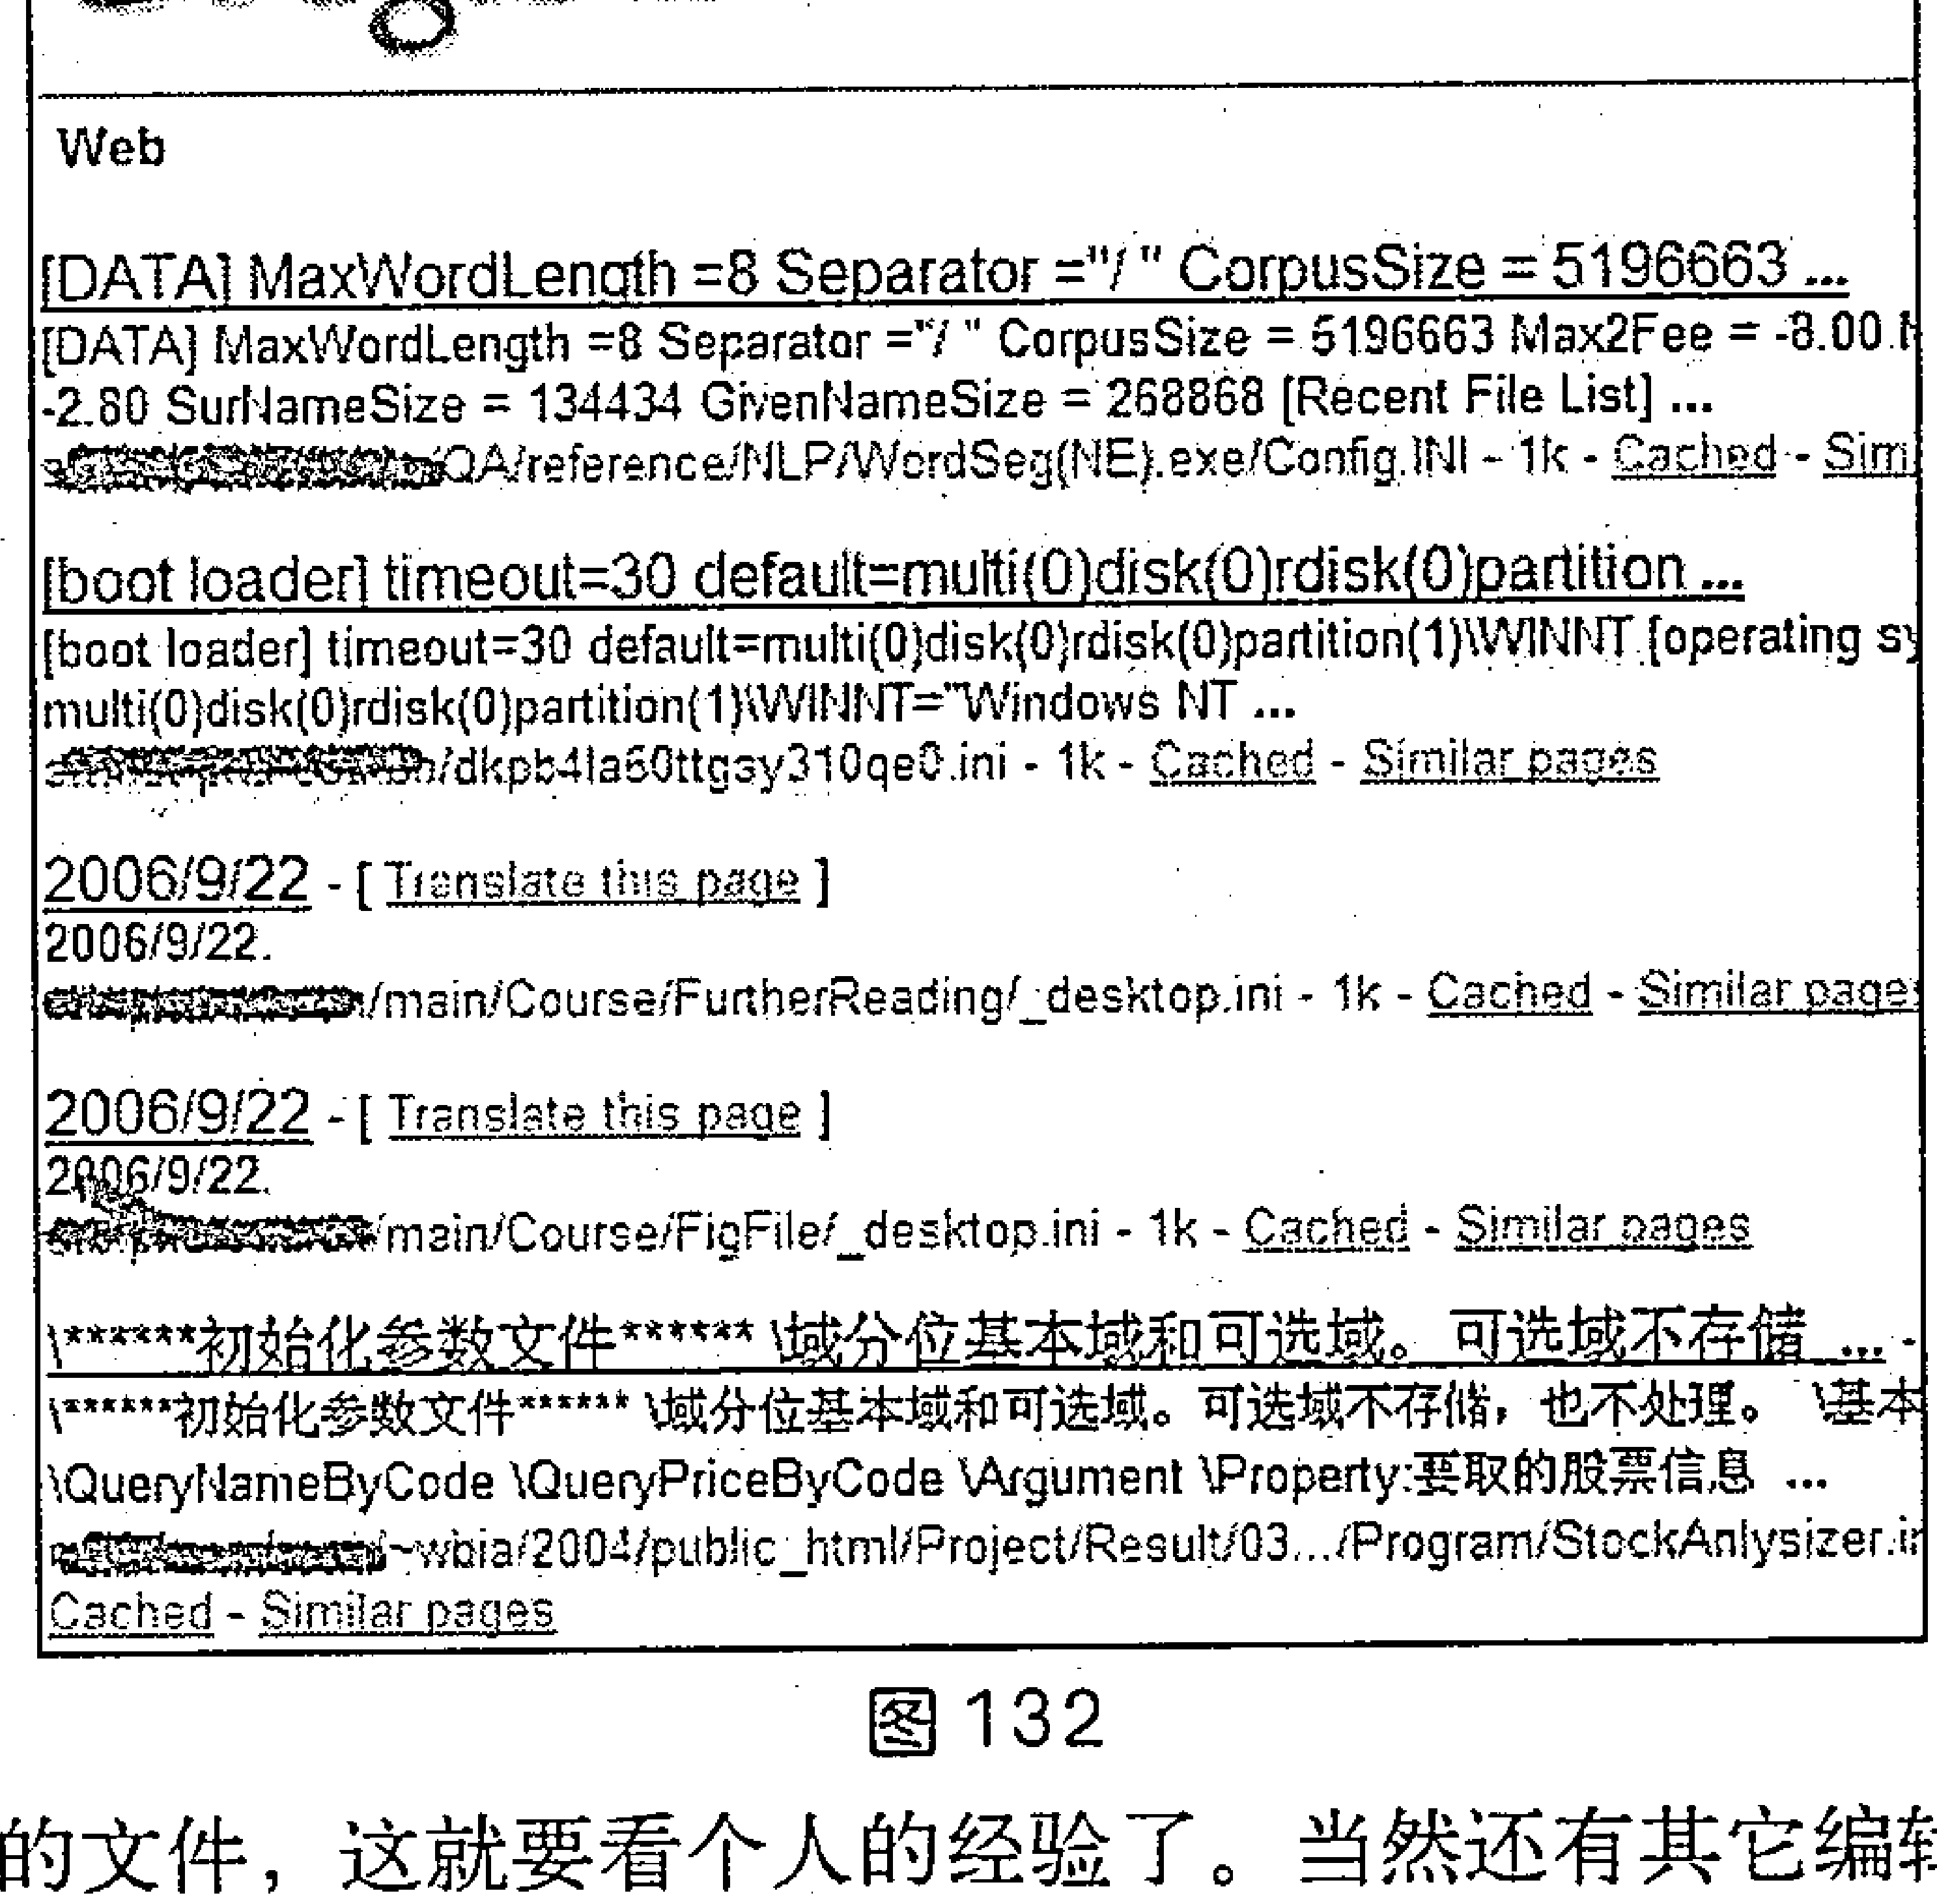 Web
[DATA] MaxWordLength =8 Separator ="/ " CorpusSize = 5196663 ...
[DATA] MaxWordLength =8 Separator ="/ " CorpusSize = 5196663 Max2Fee = -8.00
-2.80 SurNameSize = 134434 GivenNameSize = 268868 [Recent File List] ...
/QA/reference/NLP/WordSeg(NE).exe/Config.INI - 1k - Cached - Sim
[boot loader] timeout=30 default=multi(0)disk(0)rdisk(0)partition ...
[boot loader] timeout=30 default=multi(0)disk(0)rdisk(0)partition(1)\WINNT [operating sy
multi(0)disk(0)rdisk(0)partition(1)\WINNT="Windows NT ...
/dkpb4la60ttgsy310qe0.ini - 1k - Cached - Similar pages
2006/9/22 - [ Translate this page ]
2006/9/22.
/main/Course/FurtherReading/_desktop.ini - 1k - Cached - Similar pages
2006/9/22 - [ Translate this page ]
2006/9/22.
/main/Course/FigFile/_desktop.ini - 1k - Cached - Similar pages
\******初始化参数文件****** \域分位基本域和可选域。可选域不存储 ... -
\******初始化参数文件****** \域分位基本域和可选域。可选域不存储，也不处理。 \基本
\QueryNameByCode \QueryPriceByCode \Argument \Property:要取的股票信息 ...
/~wbia/2004/public_html/Project/Result/03.../Program/StockAnlysizer.in
Cached - Similar pages
图 132
的文件，这就要看个人的经验了。当然还有其它编辑